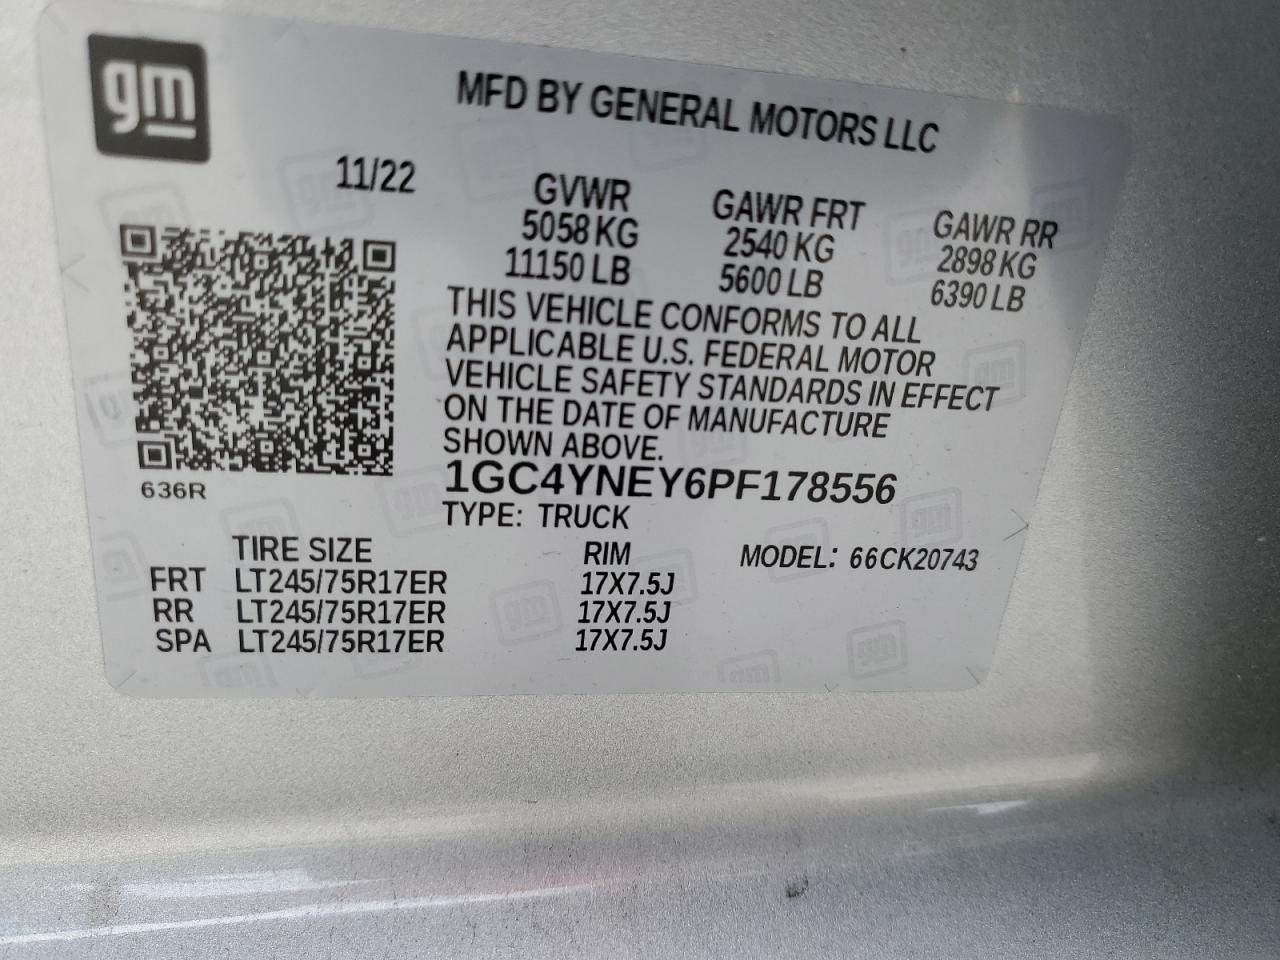 gm
MFD BY GENERAL MOTORS LLC
11/22 GVWR GAWR FRT GAWR RR
5058 KG 2540 KG 2898 KG
11150 LB 5600 LB 6390 LB
THIS VEHICLE CONFORMS TO ALL
APPLICABLE U.S. FEDERAL MOTOR
VEHICLE SAFETY STANDARDS IN EFFECT
ON THE DATE OF MANUFACTURE
SHOWN ABOVE.
636R 1GC4YNEY6PF178556
TYPE: TRUCK
TIRE SIZE RIM MODEL: 66CK20743
FRT LT245/75R17ER 17X7.5J
RR LT245/75R17ER 17X7.5J
SPA LT245/75R17ER 17X7.5J